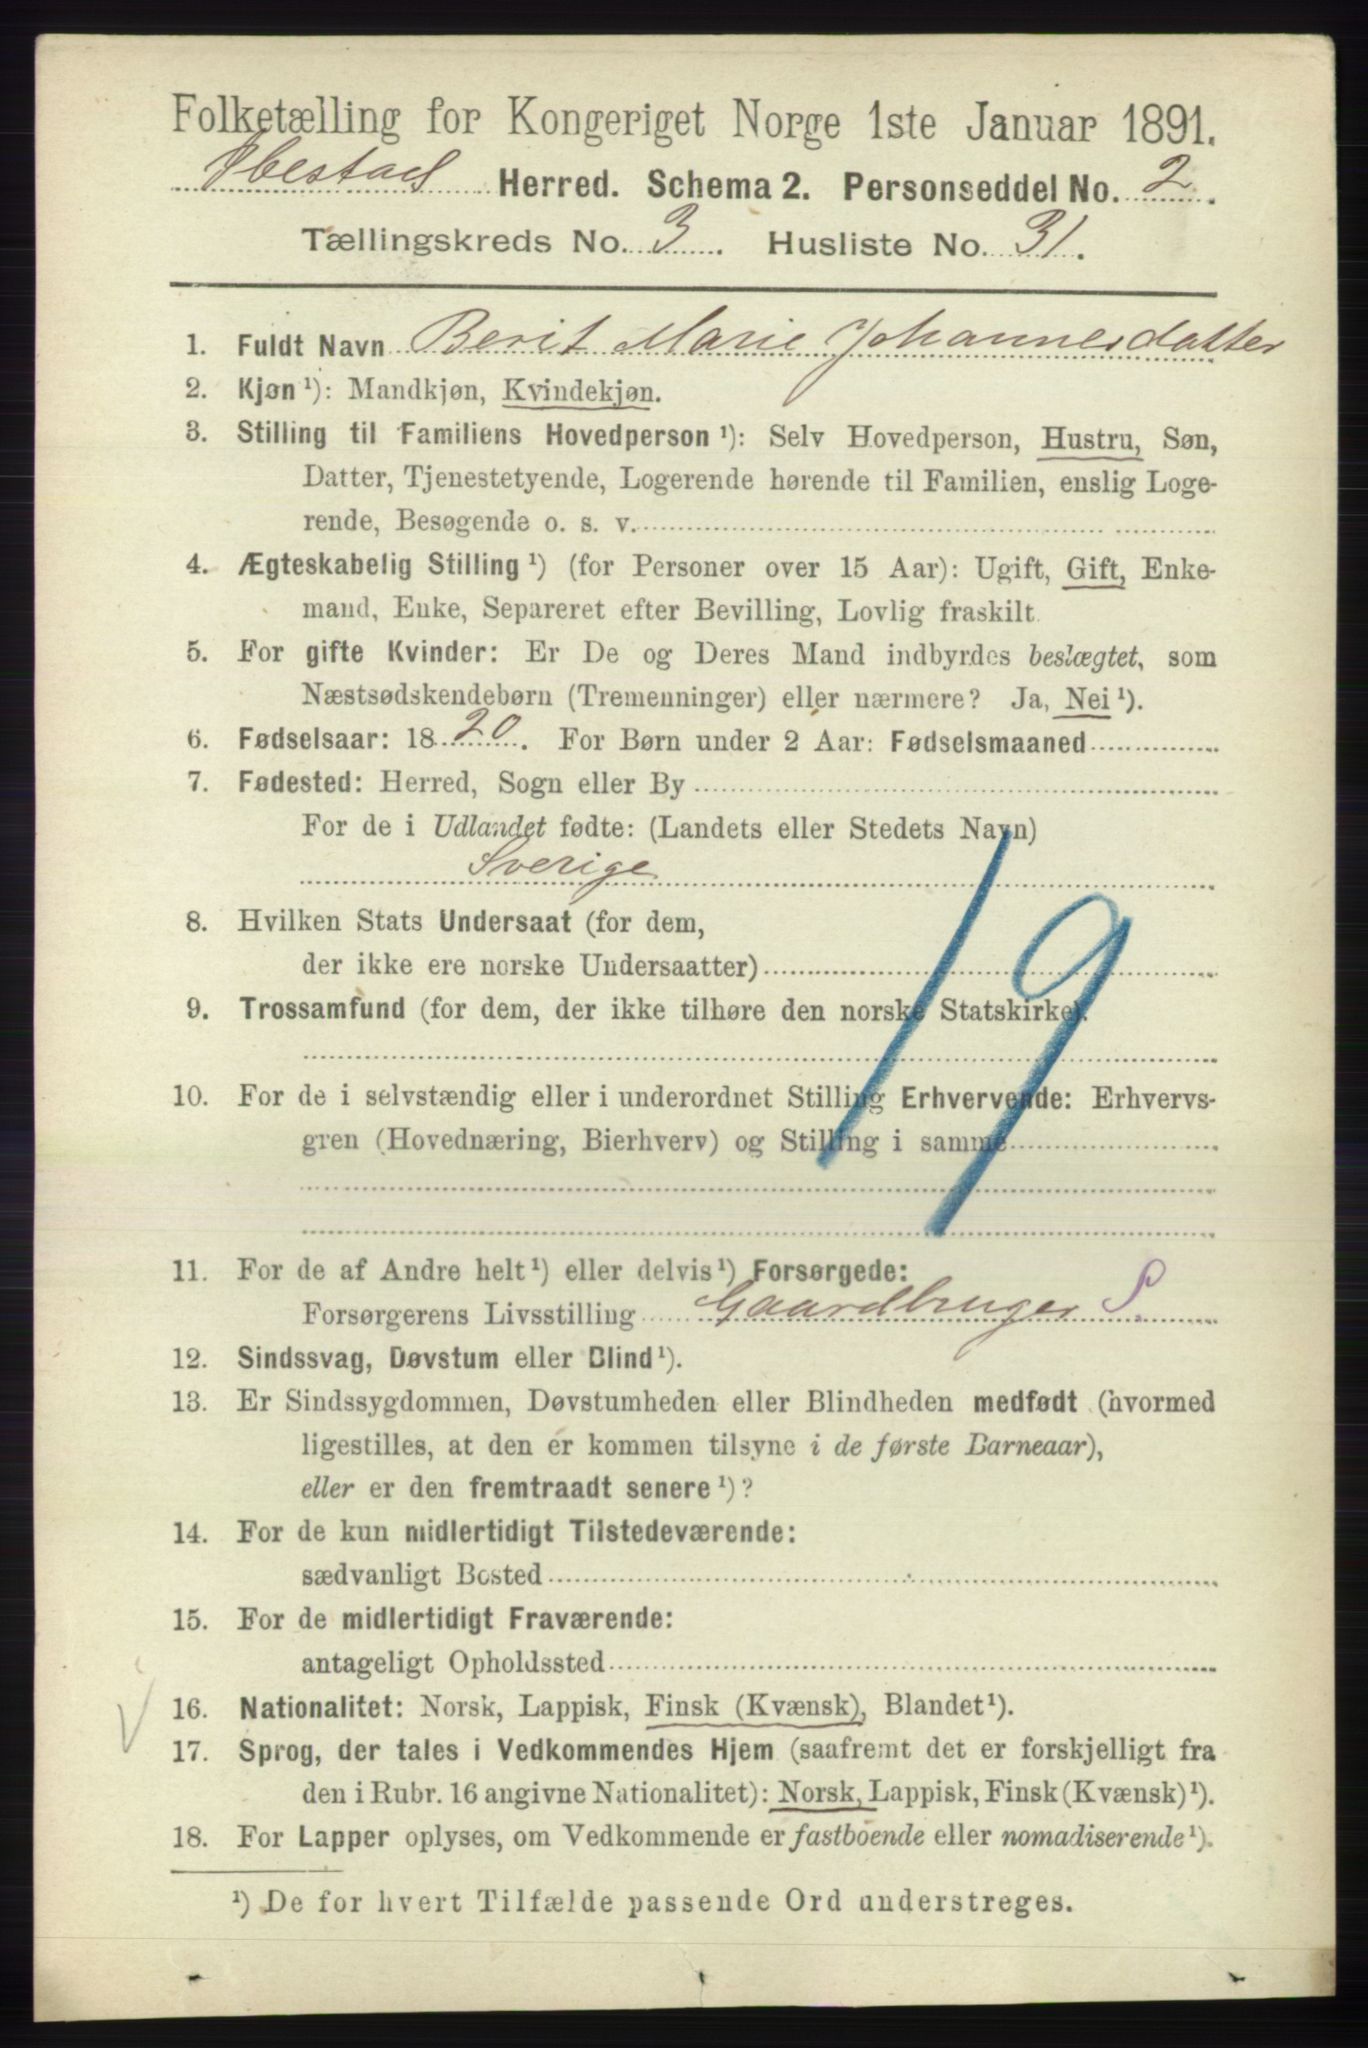 Folketælling for Kongeriget Norge 1ste Januar 1891.
Ibestad Herred. Schema 2. Personseddel No. 2.
Tællingskreds No. 3. Husliste No. 31.
1. Fuldt Navn Berit Marie Johannesdatter
2. Kjøn ¹): Mandkjøn, Kvindekjøn.
3. Stilling til Familiens Hovedperson ¹): Selv Hovedperson, Hustru, Søn,
Datter, Tjenestetyende, Logerende hørende til Familien, enslig Loge-
rende, Besøgende o. s. v.
4. Ægteskabelig Stilling ¹) (for Personer over 15 Aar): Ugift, Gift, Enke-
mand, Enke, Separeret efter Bevilling, Lovlig fraskilt
5. For gifte Kvinder: Er De og Deres Mand indbyrdes beslægtet, som
Næstsødskendebørn (Tremenninger) eller nærmere? Ja, Nei ¹).
6. Fødselsaar: 1820. For Børn under 2 Aar: Fødselsmaaned
7. Fødested: Herred, Sogn eller By
For de i Udlandet fødte: (Landets eller Stedets Navn)
Sverige
19
8. Hvilken Stats Undersaat (for dem,
der ikke ere norske Undersaatter)
9. Trossamfund (for dem, der ikke tilhøre den norske Statskirke).
10. For de i selvstændig eller i underordnet Stilling Erhvervende: Erhvervs-
gren (Hovednæring, Bierhverv) og Stilling i samme
11. For de af Andre helt ¹) eller delvis ¹) Forsørgede:
Forsørgerens Livsstilling Gaardbruger S.
12. Sindssvag, Døvstum eller Blind ¹).
13. Er Sindssygdommen, Døvstumheden eller Blindheden medfødt (hvormed
ligestilles, at den er kommen tilsyne i de første Barneaar),
eller er den fremtraadt senere ¹)?
14. For de kun midlertidigt Tilstedeværende:
sædvanligt Bosted
15. For de midlertidigt Fraværende:
antageligt Opholdssted
16. Nationalitet: Norsk, Lappisk, Finsk (Kvænsk), Blandet ¹).
17. Sprog, der tales i Vedkommendes Hjem (saafremt det er forskjelligt fra
den i Rubr. 16 angivne Nationalitet): Norsk, Lappisk, Finsk (Kvænsk) ¹).
18. For Lapper oplyses, om Vedkommende er fastboende eller nomadiserende ¹).
¹) De for hvert Tilfælde passende Ord understreges.